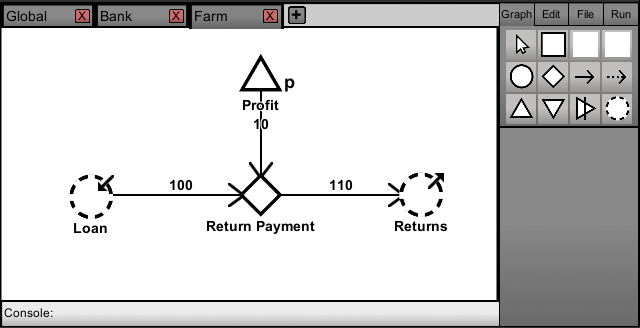 Global X Bank X Farm X +
Graph Edit File Run
p
Profit
10
100
110
Loan
Return Payment
Returns
Console: